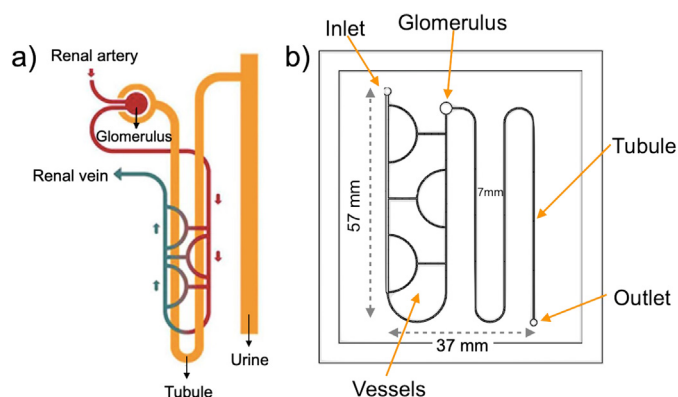 a)
Renal artery
Glomerulus
Renal vein
Urine
Tubule
b)
Inlet
Glomerulus
Tubule
7mm
57 mm
Outlet
37 mm
Vessels